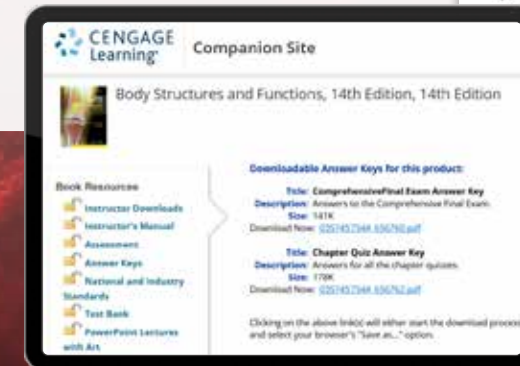 CENGAGE
Learning
Companion Site
Body Structures and Functions, 14th Edition, 14th Edition
Book Resources
Instructor Downloads
Instructor's Manual
Assessment
Answer Keys
National and Industry
Standards
Test Bank
PowerPoint Lectures
with Art
Downloadable Answer Keys for this product:
Title: ComprehensiveFinal Exam Answer Key
Description: Answers to the Comprehensive Final Exam.
Size: 141K
Download Now:
Title: Chapter Quiz Answer Key
Description: Answers for all the chapter quizzes.
Size: 178K
Download Now:
Clicking on the above link(s) will either start the download process
and select your browser's "Save as..." option.